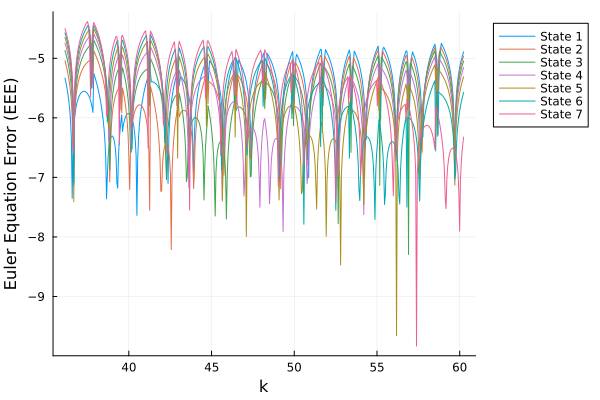 Euler Equation Error (EEE)
−5
−6
−7
−8
−9
40
45
50
55
60
k
State 1
State 2
State 3
State 4
State 5
State 6
State 7